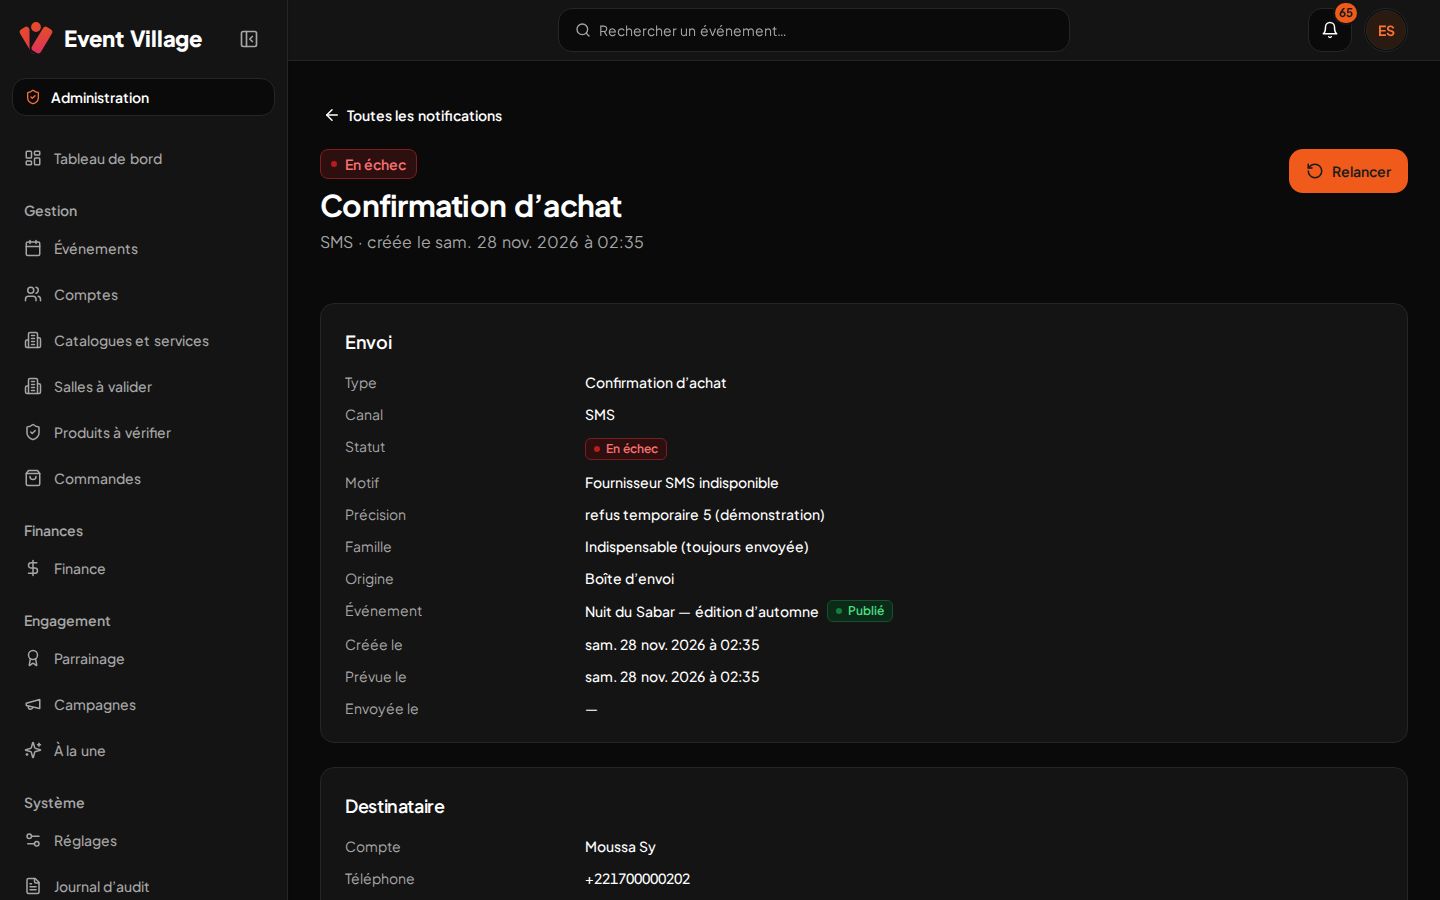 Event Village
Rechercher un événement...
65
ES
Administration
Toutes les notifications
Tableau de bord
En échec
Relancer
Confirmation d’achat
SMS · créée le sam. 28 nov. 2026 à 02:35
Gestion
Événements
Comptes
Catalogues et services
Salles à valider
Produits à vérifier
Commandes
Finances
Finance
Engagement
Parrainage
Campagnes
À la une
Système
Réglages
Journal d’audit
Envoi
Type Confirmation d’achat
Canal SMS
Statut En échec
Motif Fournisseur SMS indisponible
Précision refus temporaire 5 (démonstration)
Famille Indispensable (toujours envoyée)
Origine Boîte d’envoi
Événement Nuit du Sabar — édition d’automne Publié
Créée le sam. 28 nov. 2026 à 02:35
Prévue le sam. 28 nov. 2026 à 02:35
Envoyée le —
Destinataire
Compte Moussa Sy
Téléphone +221700000202